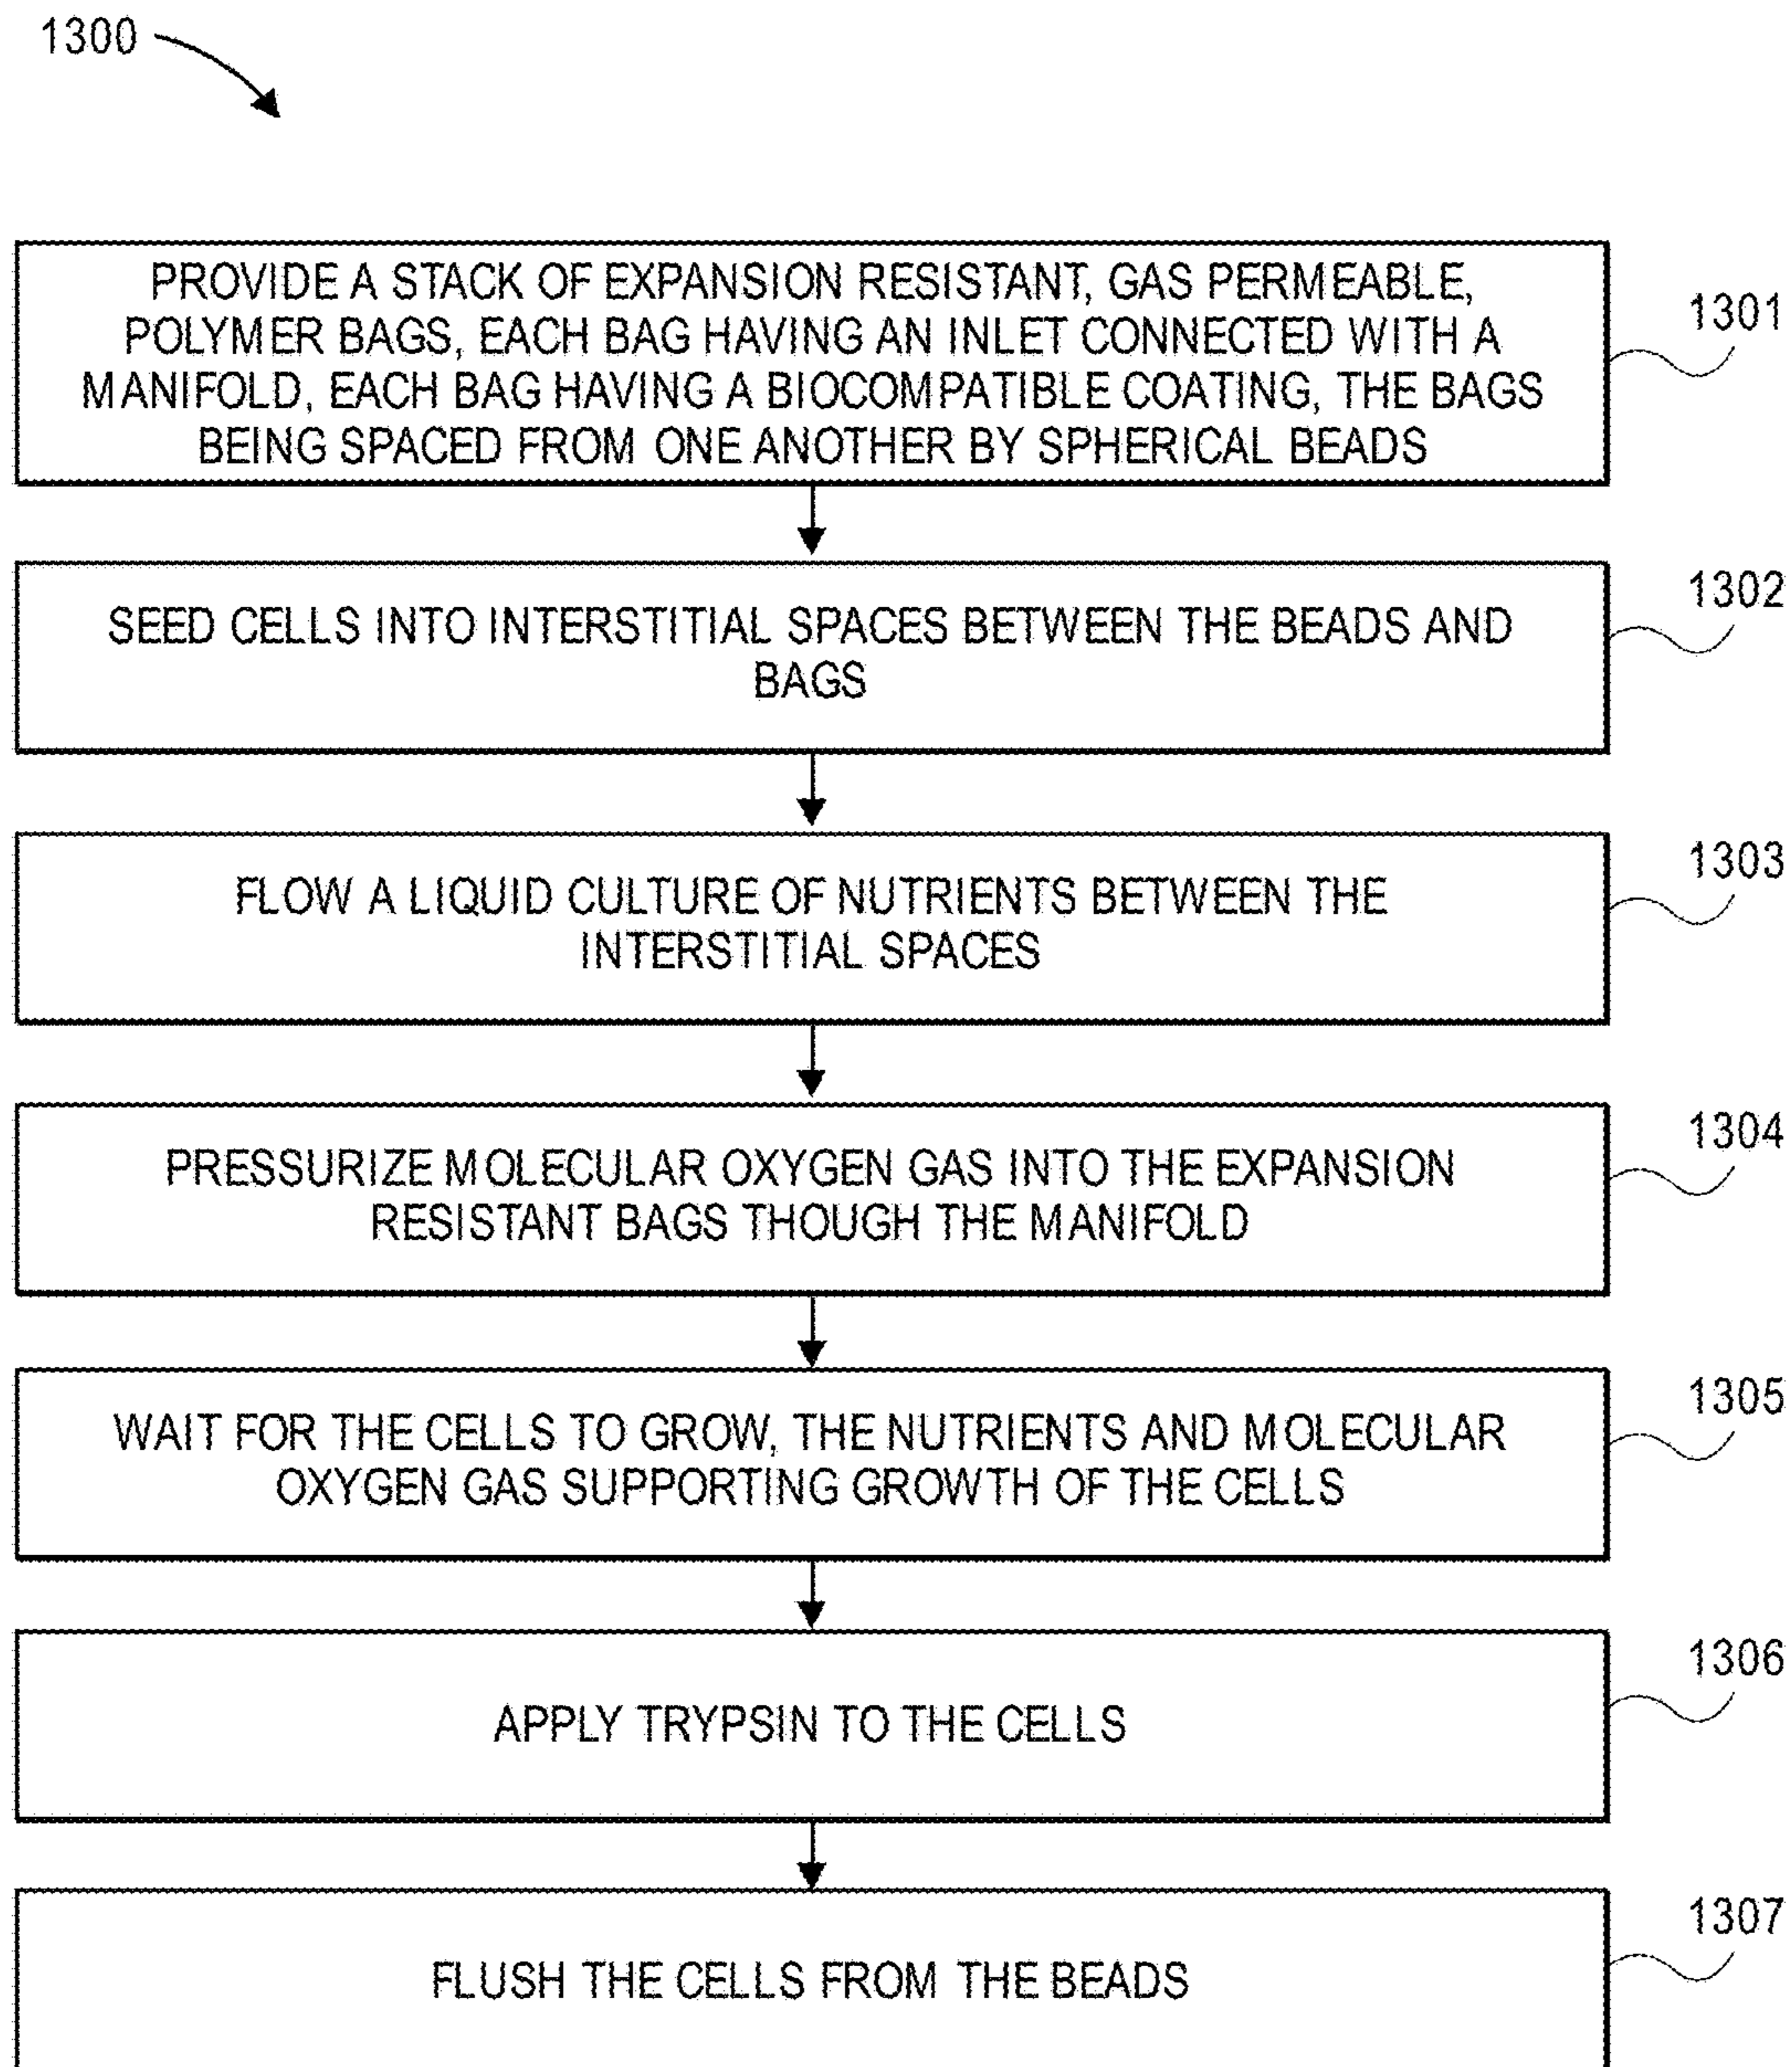 1300
PROVIDE A STACK OF EXPANSION RESISTANT, GAS PERMEABLE,
POLYMER BAGS, EACH BAG HAVING AN INLET CONNECTED WITH A
MANIFOLD, EACH BAG HAVING A BIOCOMPATIBLE COATING, THE BAGS
BEING SPACED FROM ONE ANOTHER BY SPHERICAL BEADS
1301
SEED CELLS INTO INTERSTITIAL SPACES BETWEEN THE BEADS AND
BAGS
1302
FLOW A LIQUID CULTURE OF NUTRIENTS BETWEEN THE
INTERSTITIAL SPACES
1303
PRESSURIZE MOLECULAR OXYGEN GAS INTO THE EXPANSION
RESISTANT BAGS THOUGH THE MANIFOLD
1304
WAIT FOR THE CELLS TO GROW, THE NUTRIENTS AND MOLECULAR
OXYGEN GAS SUPPORTING GROWTH OF THE CELLS
1305
APPLY TRYPSIN TO THE CELLS
1306
FLUSH THE CELLS FROM THE BEADS
1307